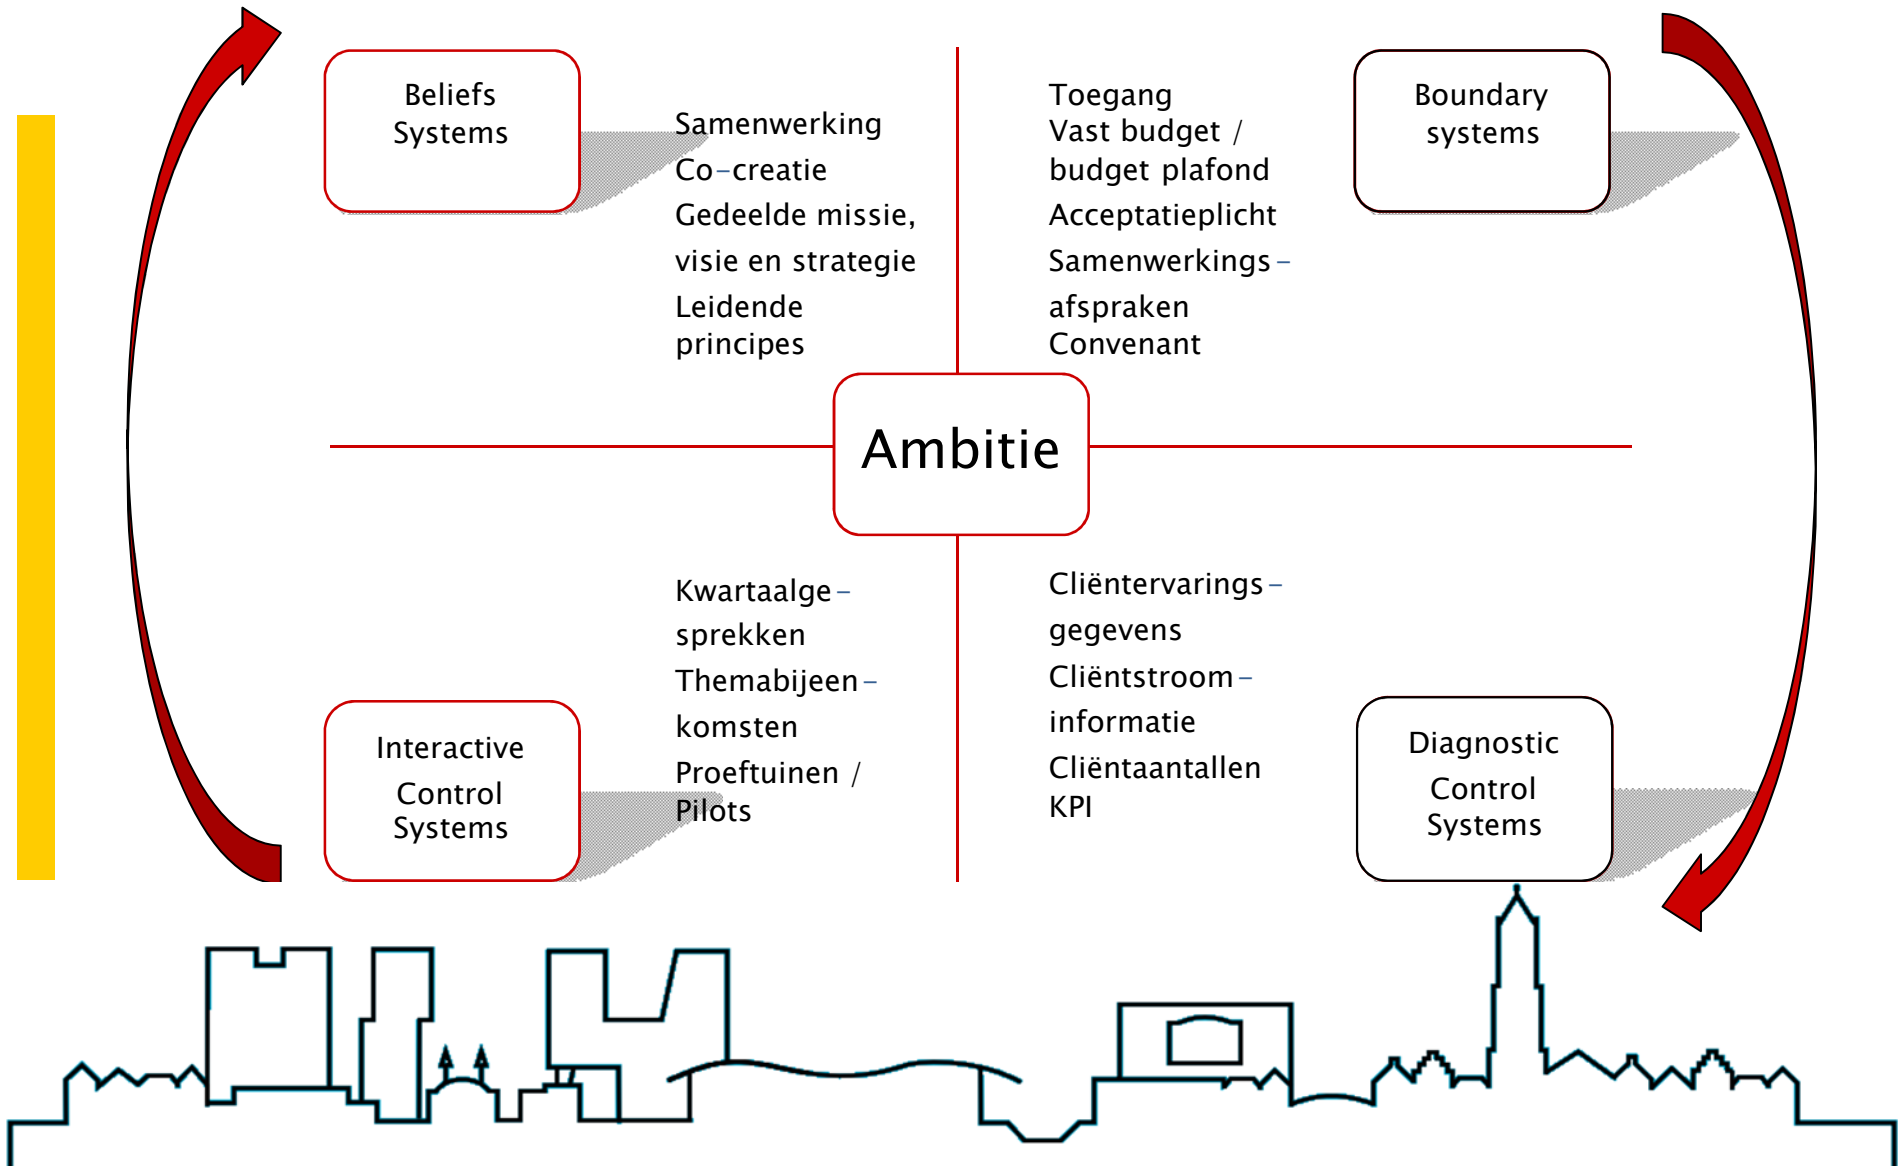 Beliefs
Systems
Samenwerking
Co-creatie
Gedeelde missie,
visie en strategie
Leidende
principes
Toegang
Vast budget /
budget plafond
Acceptatieplicht
Samenwerkings-
afspraken
Convenant
Boundary
systems
Ambitie
Interactive
Control
Systems
Kwartaalge-
sprekken
Themabijeen-
komsten
Proeftuinen /
Pilots
Cliëntervarings-
gegevens
Cliëntstroom-
informatie
Cliëntaantallen
KPI
Diagnostic
Control
Systems